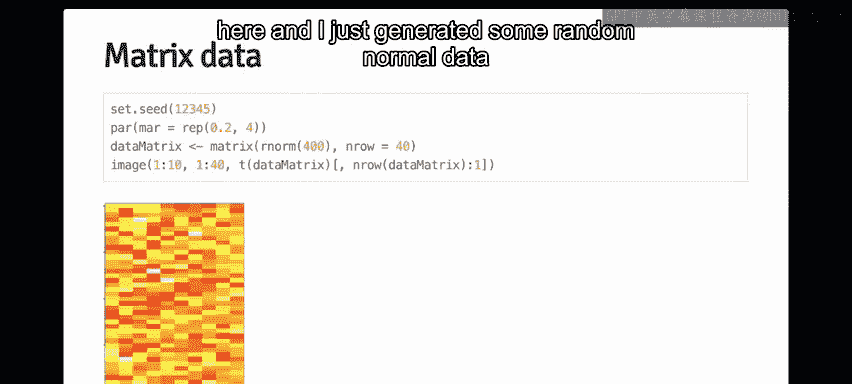 here and I just generated some random
normal data
Matrix data
set.seed(12345)
par(mar = rep(0.2, 4))
dataMatrix <- matrix(rnorm(400), nrow = 40)
image(1:10, 1:40, t(dataMatrix)[, nrow(dataMatrix):1])